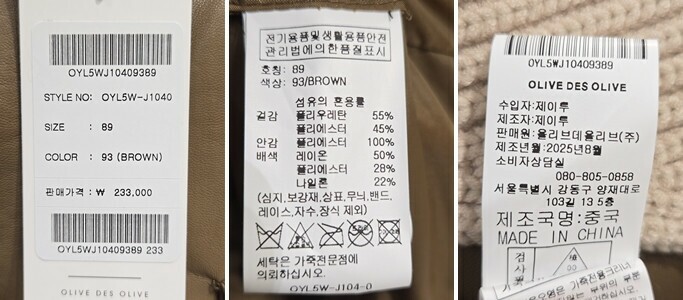 OYL5WJ10409389
STYLE NO: OYL5W-J1040
SIZE : 89
COLOR : 93 (BROWN)
판매가격 : ₩ 233,000
OYL5WJ10409389 233
OLIVE DES OLIVE
전기용품및생활용품안전
관리법에의한품질표시
호칭: 89
색상: 93/BROWN
섬유의 혼용률
겉감 폴리우레탄 55%
폴리에스터 45%
안감 폴리에스터 100%
배색 레이온 50%
폴리에스터 28%
나일론 22%
(심지,보강재,상표,무늬,밴드,
레이스,자수,장식 제외)
세탁은 가죽전문점에
의뢰하십시오.
OYL5W-J104-0
OYL5WJ10409389
OLIVE DES OLIVE
수입자:제이투
제조자:제이투
판매원:올리브데올리브(주)
제조년월:2025년8월
소비자상담실
080-805-0858
서울특별시 강동구 양재대로
103길 13 5층
제조국명:중국
MADE IN CHINA
검
사